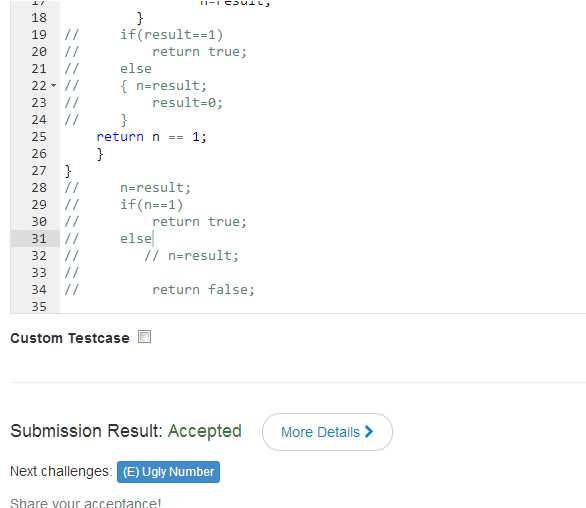 18 }
19 // if(result==1)
20 // return true;
21 // else
22 // { n=result;
23 // result=0;
24 // }
25 return n == 1;
26 }
27 }
28 // n=result;
29 // if(n==1)
30 // return true;
31 // else
32 // // n=result;
33 //
34 // return false;
35
Custom Testcase
Submission Result: Accepted More Details
Next challenges: (E) Ugly Number
Share your acceptance!